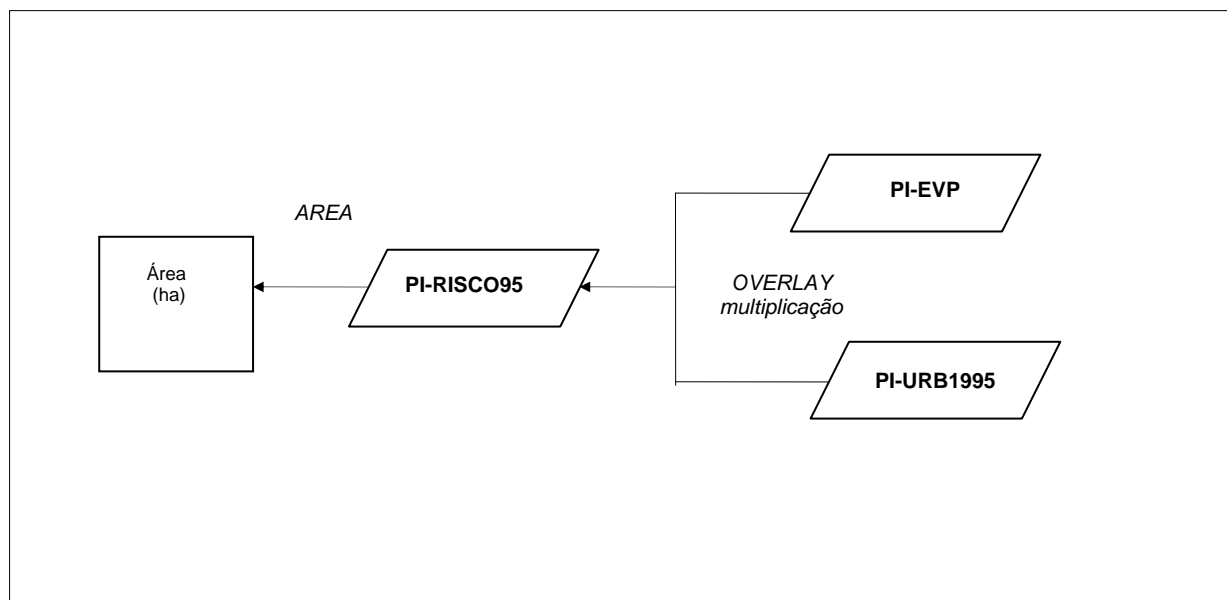 PI-EVP
AREA
Área
(ha)
PI-RISCO95
OVERLAY
multiplicação
PI-URB1995